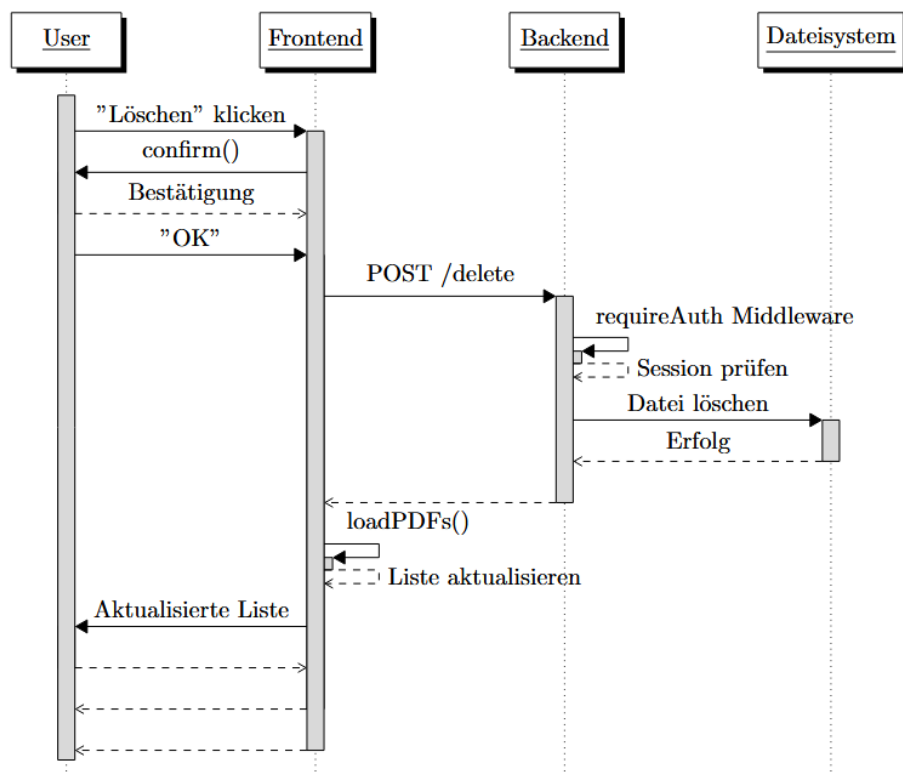 User
Frontend
Backend
Dateisystem
”Löschen” klicken
confirm()
Bestätigung
”OK”
POST /delete
requireAuth Middleware
Session prüfen
Datei löschen
Erfolg
loadPDFs()
Liste aktualisieren
Aktualisierte Liste